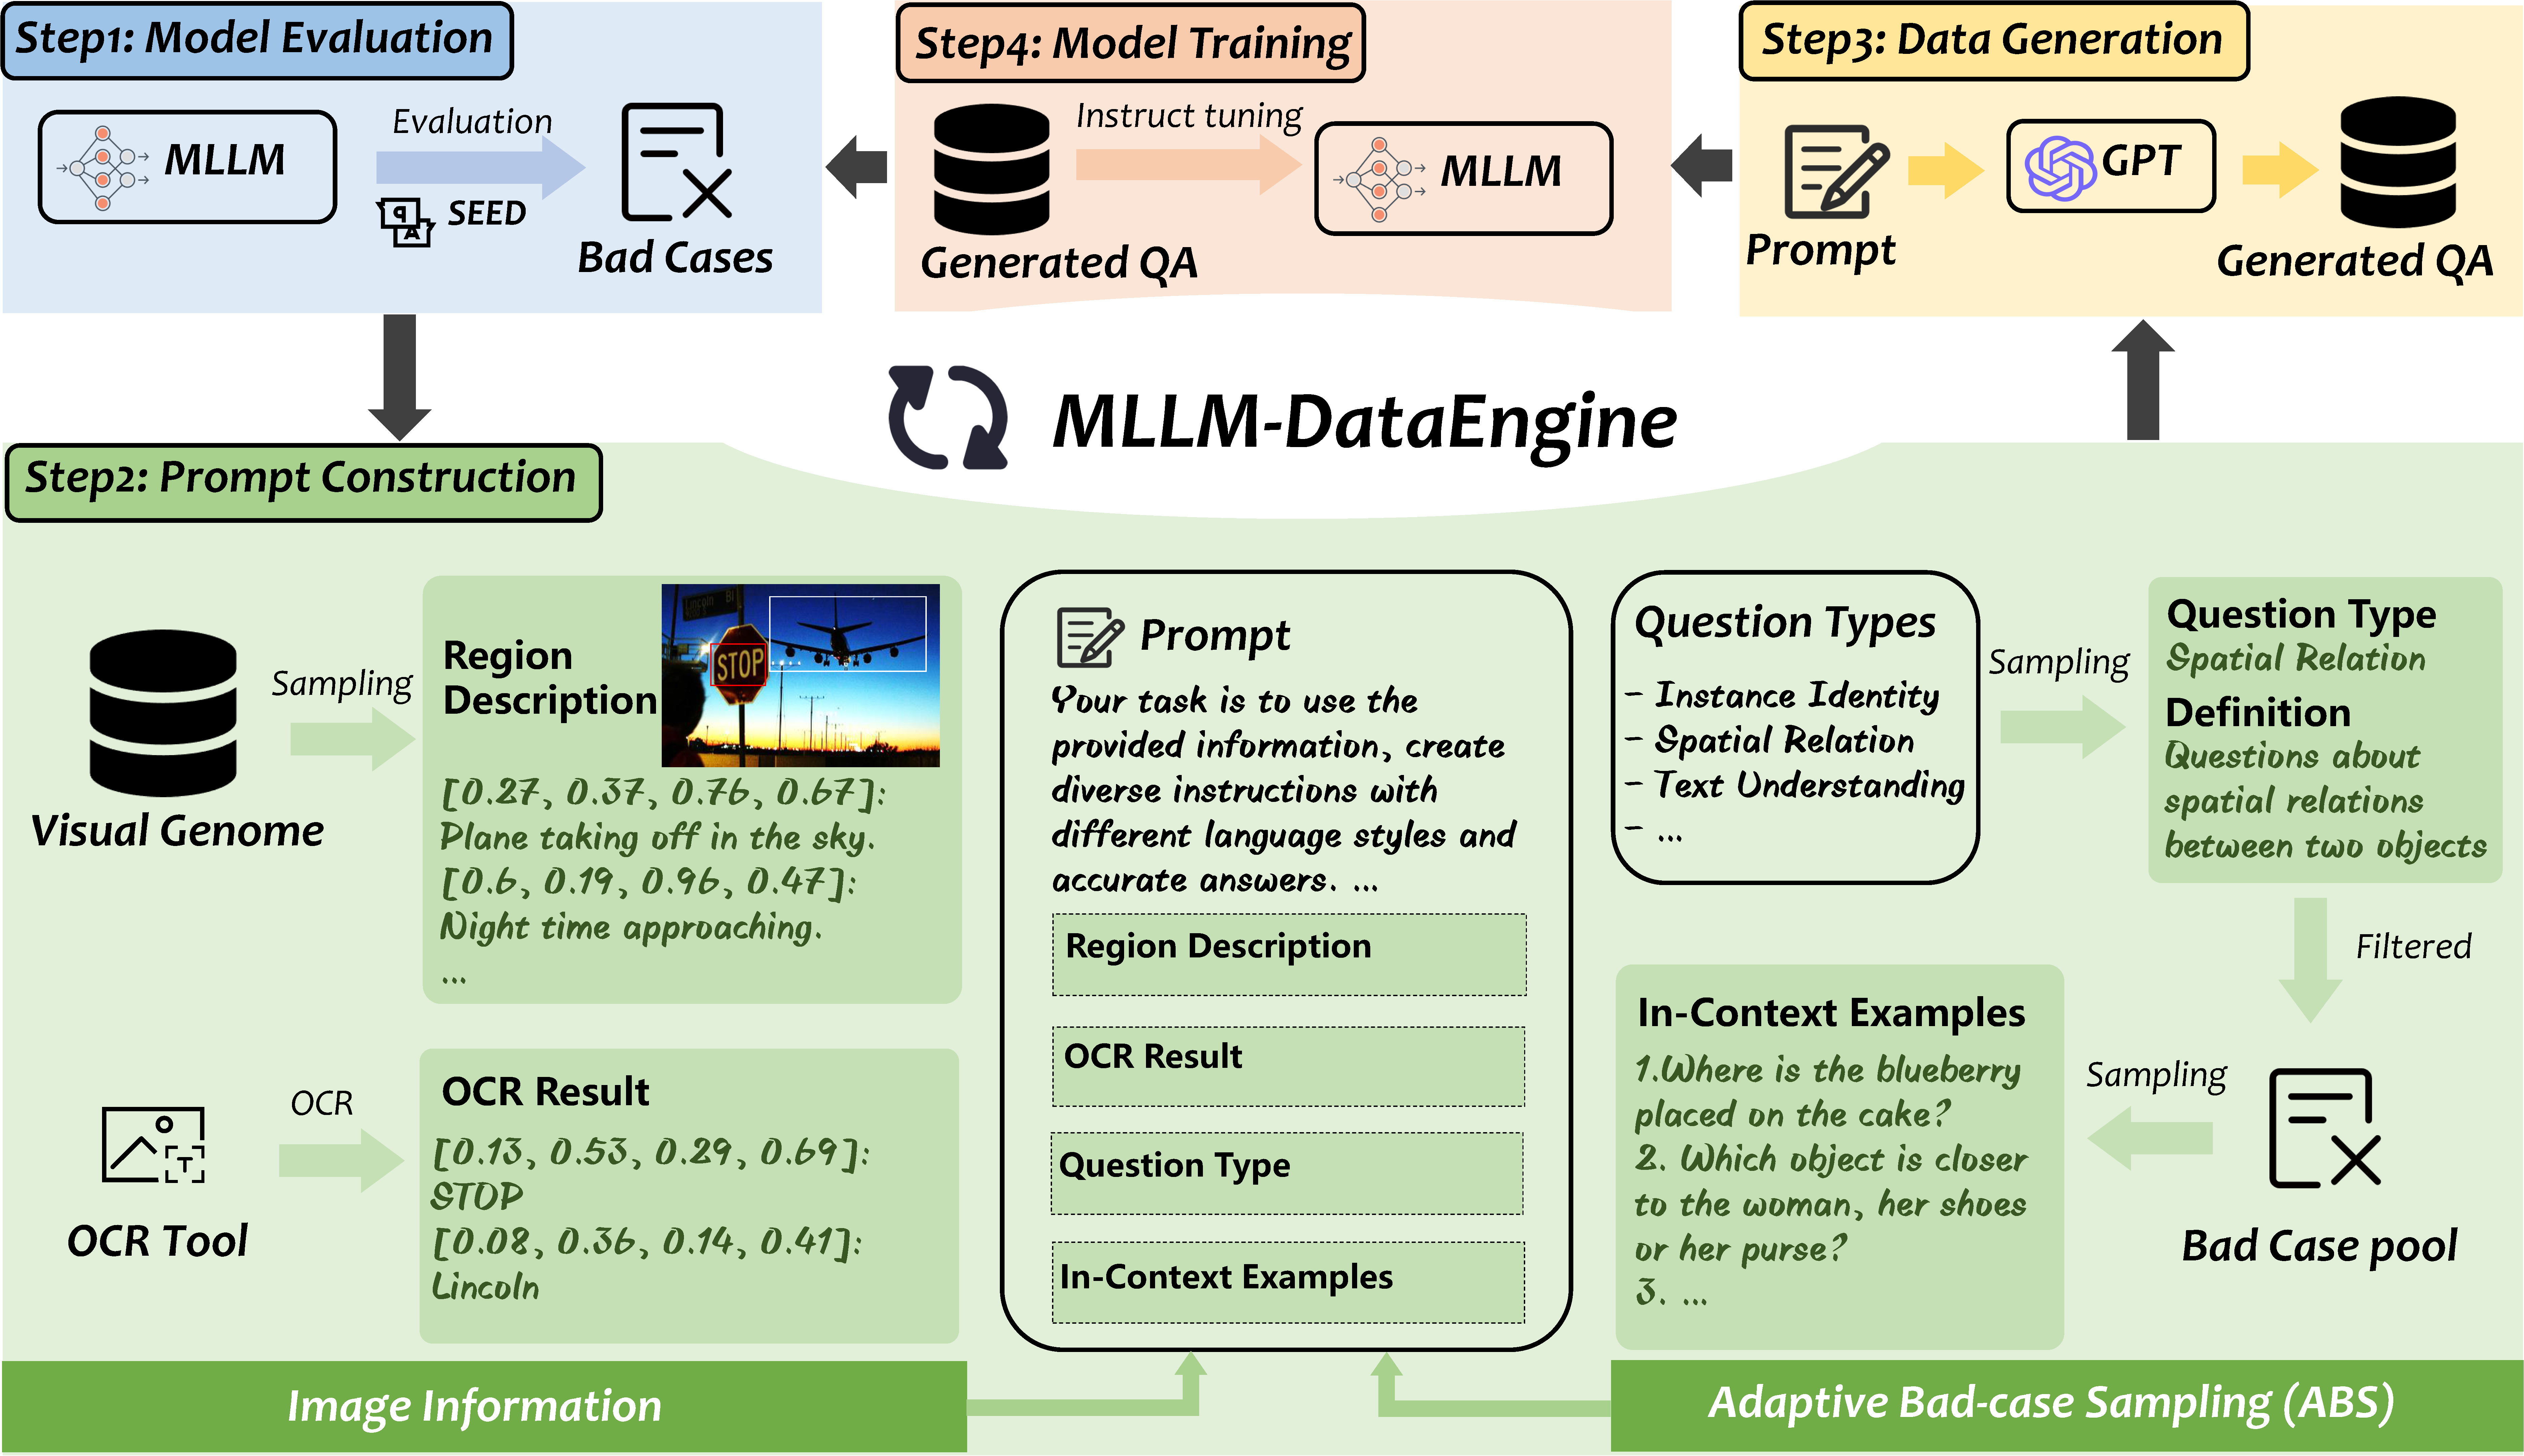 Step1: Model Evaluation
MLLM
Evaluation
SEED
Bad Cases
Step4: Model Training
Generated QA
Instruct tuning
MLLM
Step3: Data Generation
Prompt
GPT
Generated QA
MLLM-DataEngine
Step2: Prompt Construction
Visual Genome
Sampling
Region
Description
Lincoln Bl
STOP
[0.27, 0.37, 0.76, 0.67]:
Plane taking off in the sky.
[0.6, 0.19, 0.96, 0.47]:
Night time approaching.
...
OCR Tool
OCR
OCR Result
[0.13, 0.53, 0.29, 0.69]:
STOP
[0.08, 0.36, 0.14, 0.41]:
Lincoln
Image Information
Prompt
Your task is to use the
provided information, create
diverse instructions with
different language styles and
accurate answers. ...
Region Description
OCR Result
Question Type
In-Context Examples
Question Types
- Instance Identity
- Spatial Relation
- Text Understanding
- ...
Sampling
Question Type
Spatial Relation
Definition
Questions about
spatial relations
between two objects
Filtered
Bad Case pool
Sampling
In-Context Examples
1.Where is the blueberry
placed on the cake?
2. Which object is closer
to the woman, her shoes
or her purse?
3. ...
Adaptive Bad-case Sampling (ABS)